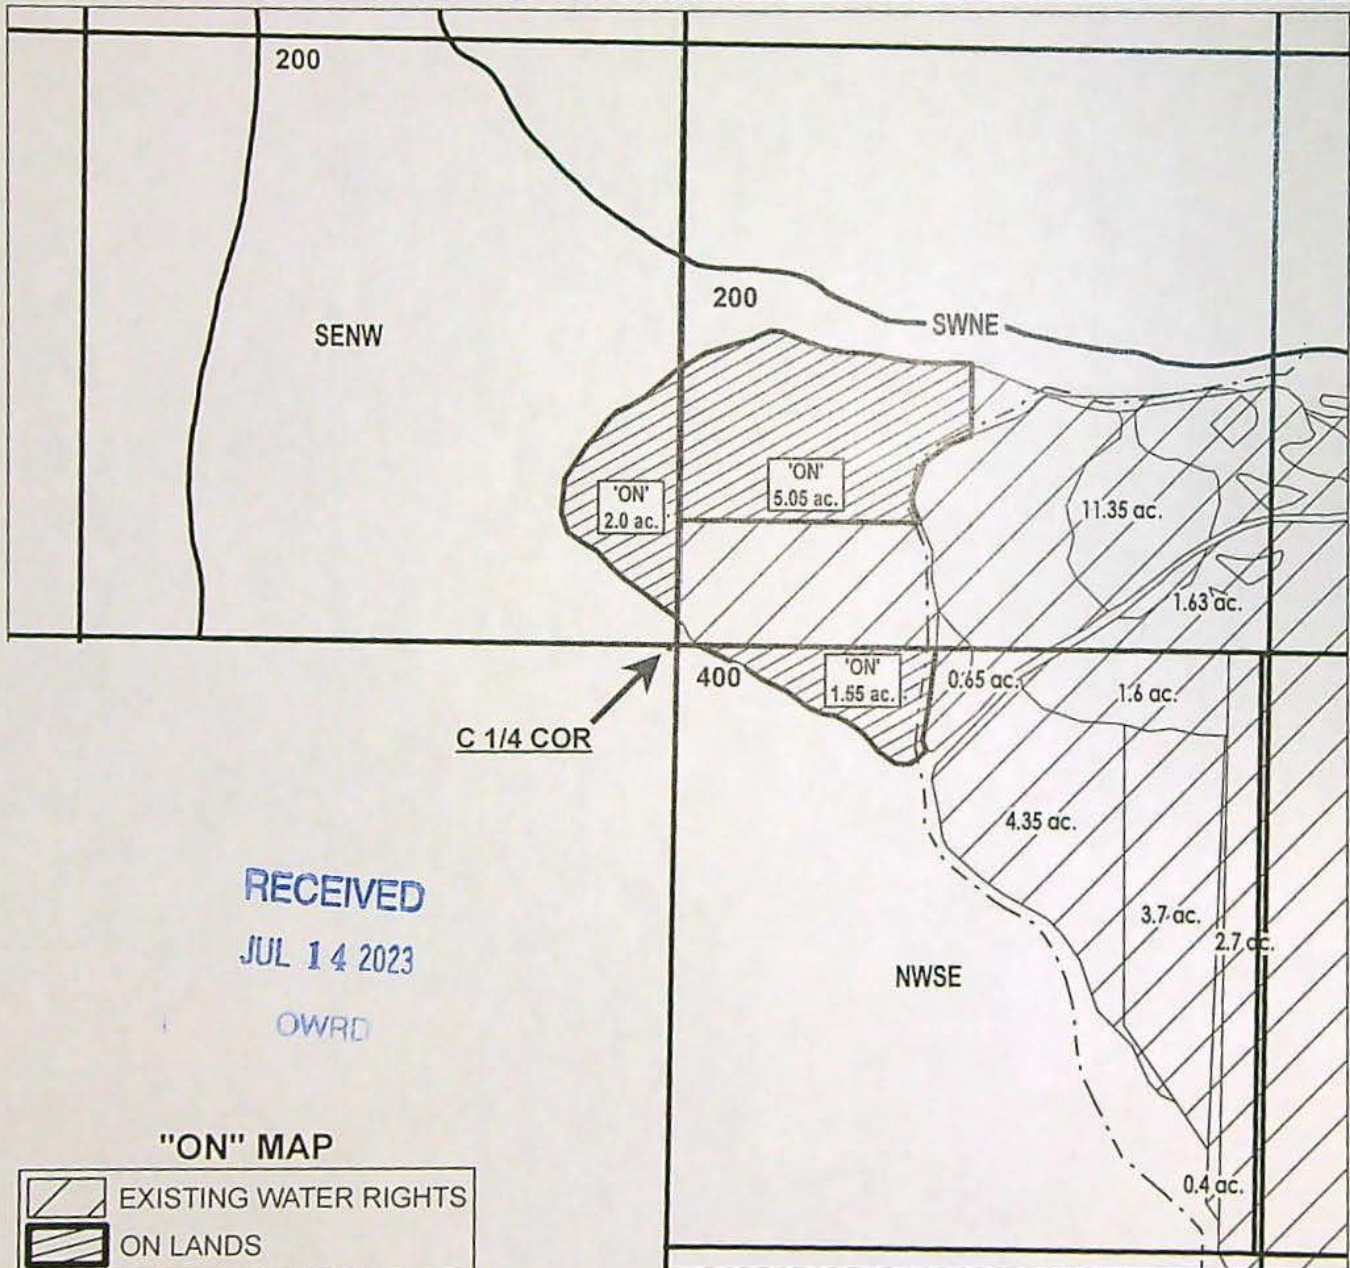 200
200
SENW
SWNE
'ON'
5.05 ac.
'ON'
2.0 ac.
11.35 ac.
1.63 ac.
'ON'
1.55 ac.
400
0.65 ac.
1.6 ac.
C 1/4 COR
4.35 ac.
3.7 ac.
2.7 ac.
RECEIVED
JUL 14 2023
OWRD
NWSE
0.4 ac.
"ON" MAP
EXISTING WATER RIGHTS
ON LANDS